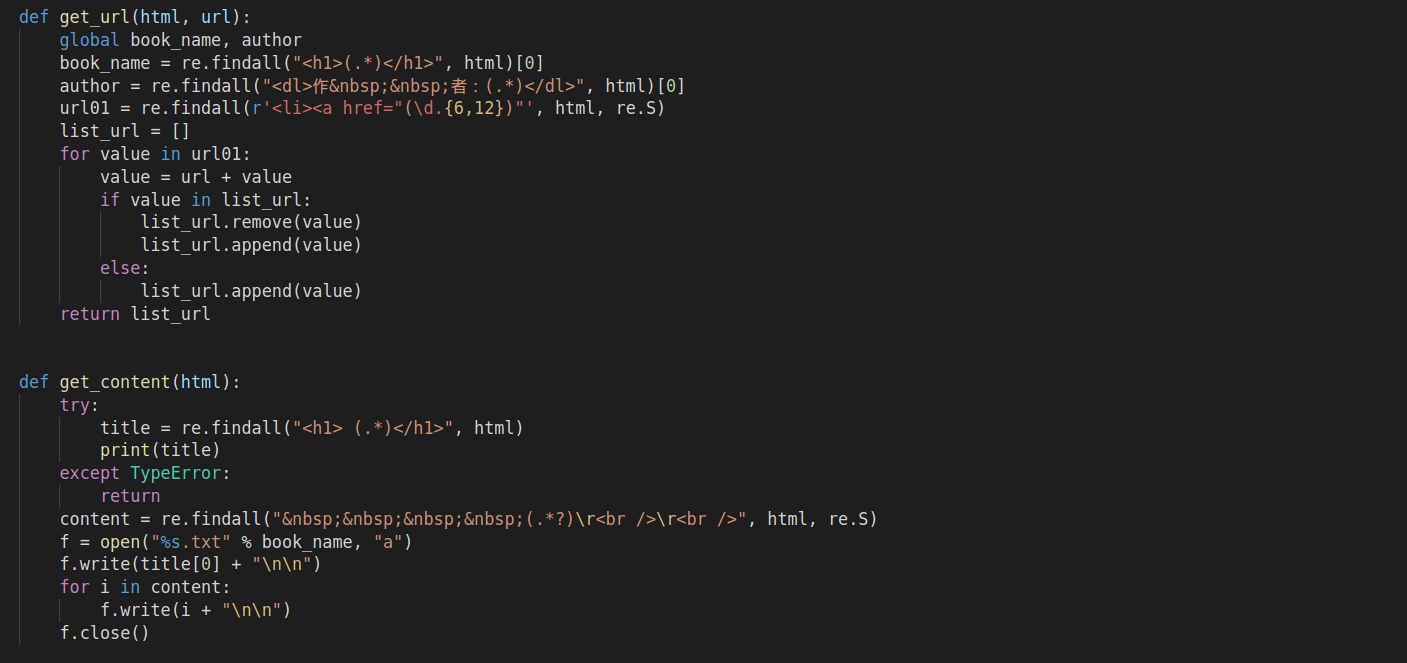 def get_url(html, url):
    global book_name, author
    book_name = re.findall("<h1>(.*)</h1>", html)[0]
    author = re.findall("<dl>作&nbsp;&nbsp;者：(.*)</dl>", html)[0]
    url01 = re.findall(r'<li><a href="(\d.{6,12})"', html, re.S)
    list_url = []
    for value in url01:
        value = url + value
        if value in list_url:
            list_url.remove(value)
            list_url.append(value)
        else:
            list_url.append(value)
    return list_url

def get_content(html):
    try:
        title = re.findall("<h1> (.*)</h1>", html)
        print(title)
    except TypeError:
        return
    content = re.findall("&nbsp;&nbsp;&nbsp;&nbsp;(.*?)\r<br />\r<br />", html, re.S)
    f = open("%s.txt" % book_name, "a")
    f.write(title[0] + "\n\n")
    for i in content:
        f.write(i + "\n\n")
    f.close()